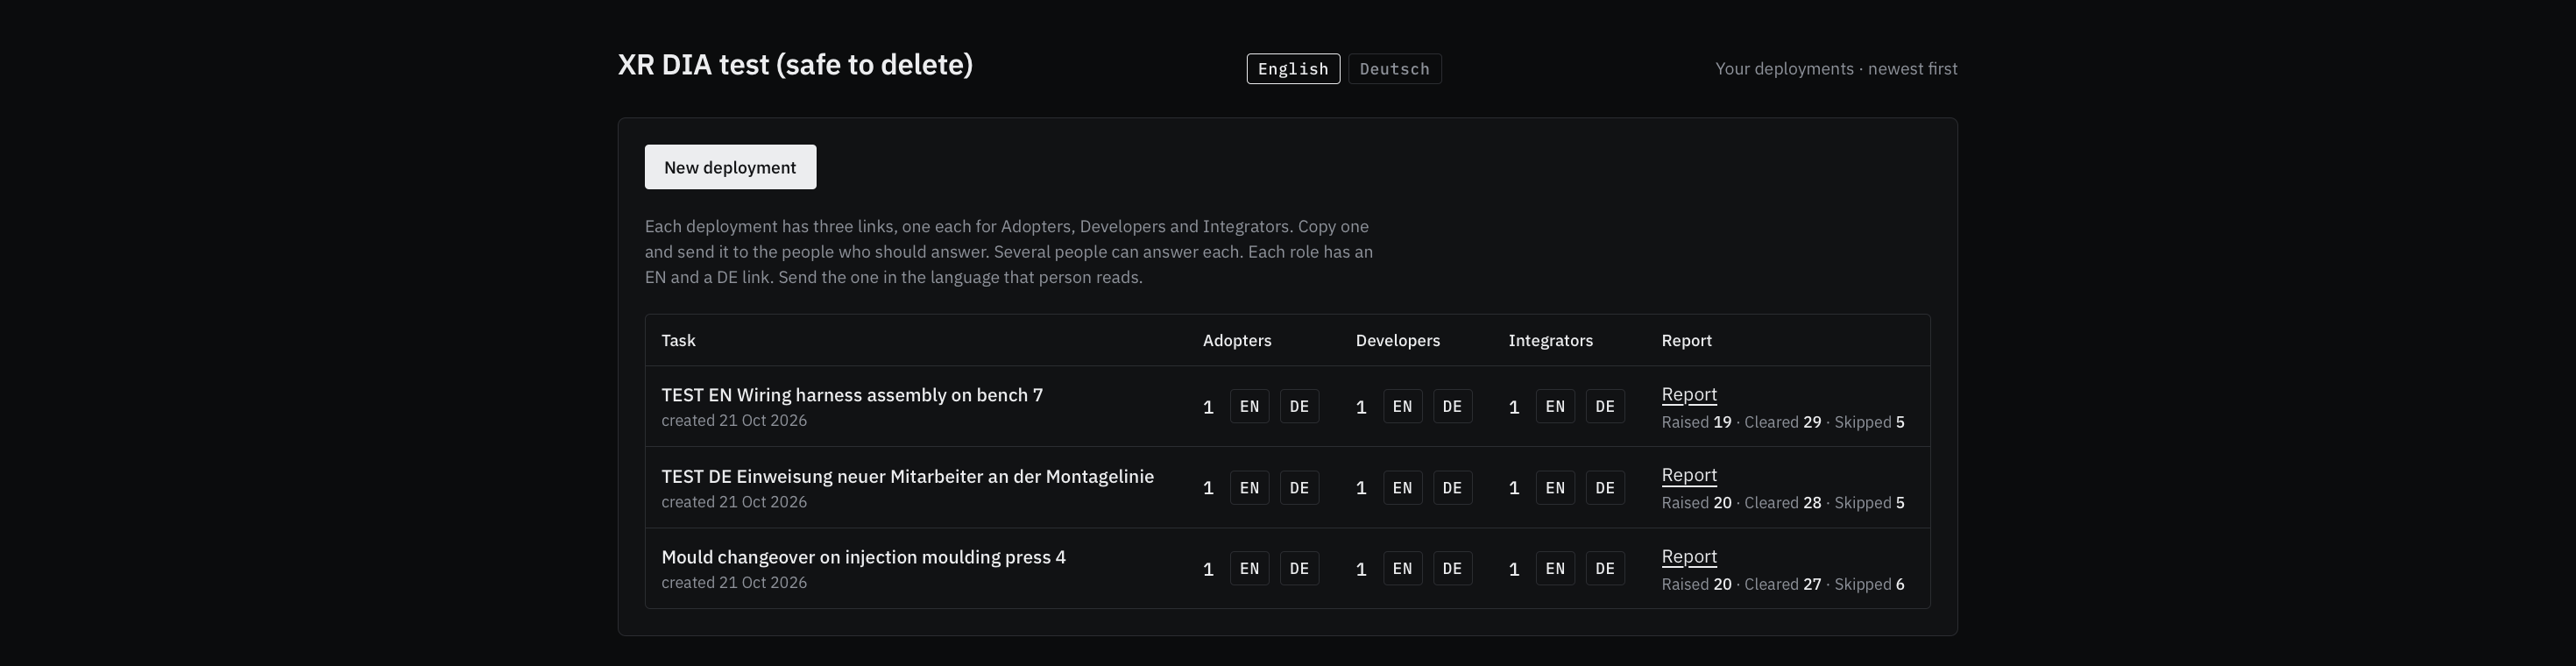 XR DIA test (safe to delete)
English
Deutsch
Your deployments · newest first
New deployment
Each deployment has three links, one each for Adopters, Developers and Integrators. Copy one
and send it to the people who should answer. Several people can answer each. Each role has an
EN and a DE link. Send the one in the language that person reads.
Task Adopters Developers Integrators Report
TEST EN Wiring harness assembly on bench 7
created 21 Oct 2026
1 EN DE 1 EN DE 1 EN DE
Report
Raised 19 · Cleared 29 · Skipped 5
TEST DE Einweisung neuer Mitarbeiter an der Montagelinie
created 21 Oct 2026
1 EN DE 1 EN DE 1 EN DE
Report
Raised 20 · Cleared 28 · Skipped 5
Mould changeover on injection moulding press 4
created 21 Oct 2026
1 EN DE 1 EN DE 1 EN DE
Report
Raised 20 · Cleared 27 · Skipped 6